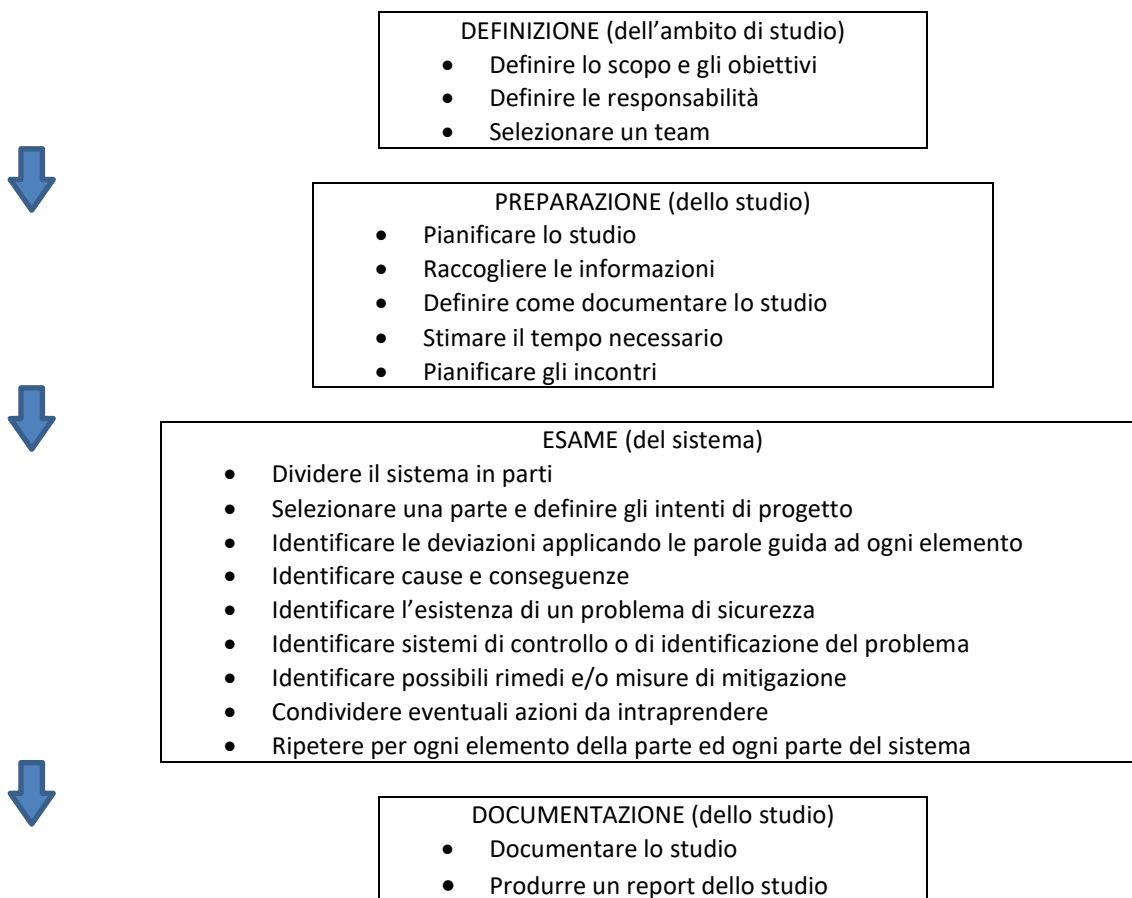 DEFINIZIONE (dell’ambito di studio)
• Definire lo scopo e gli obiettivi
• Definire le responsabilità
• Selezionare un team
PREPARAZIONE (dello studio)
• Pianificare lo studio
• Raccogliere le informazioni
• Definire come documentare lo studio
• Stimare il tempo necessario
• Pianificare gli incontri
ESAME (del sistema)
• Dividere il sistema in parti
• Selezionare una parte e definire gli intenti di progetto
• Identificare le deviazioni applicando le parole guida ad ogni elemento
• Identificare cause e conseguenze
• Identificare l’esistenza di un problema di sicurezza
• Identificare sistemi di controllo o di identificazione del problema
• Identificare possibili rimedi e/o misure di mitigazione
• Condividere eventuali azioni da intraprendere
• Ripetere per ogni elemento della parte ed ogni parte del sistema
DOCUMENTAZIONE (dello studio)
• Documentare lo studio
• Produrre un report dello studio